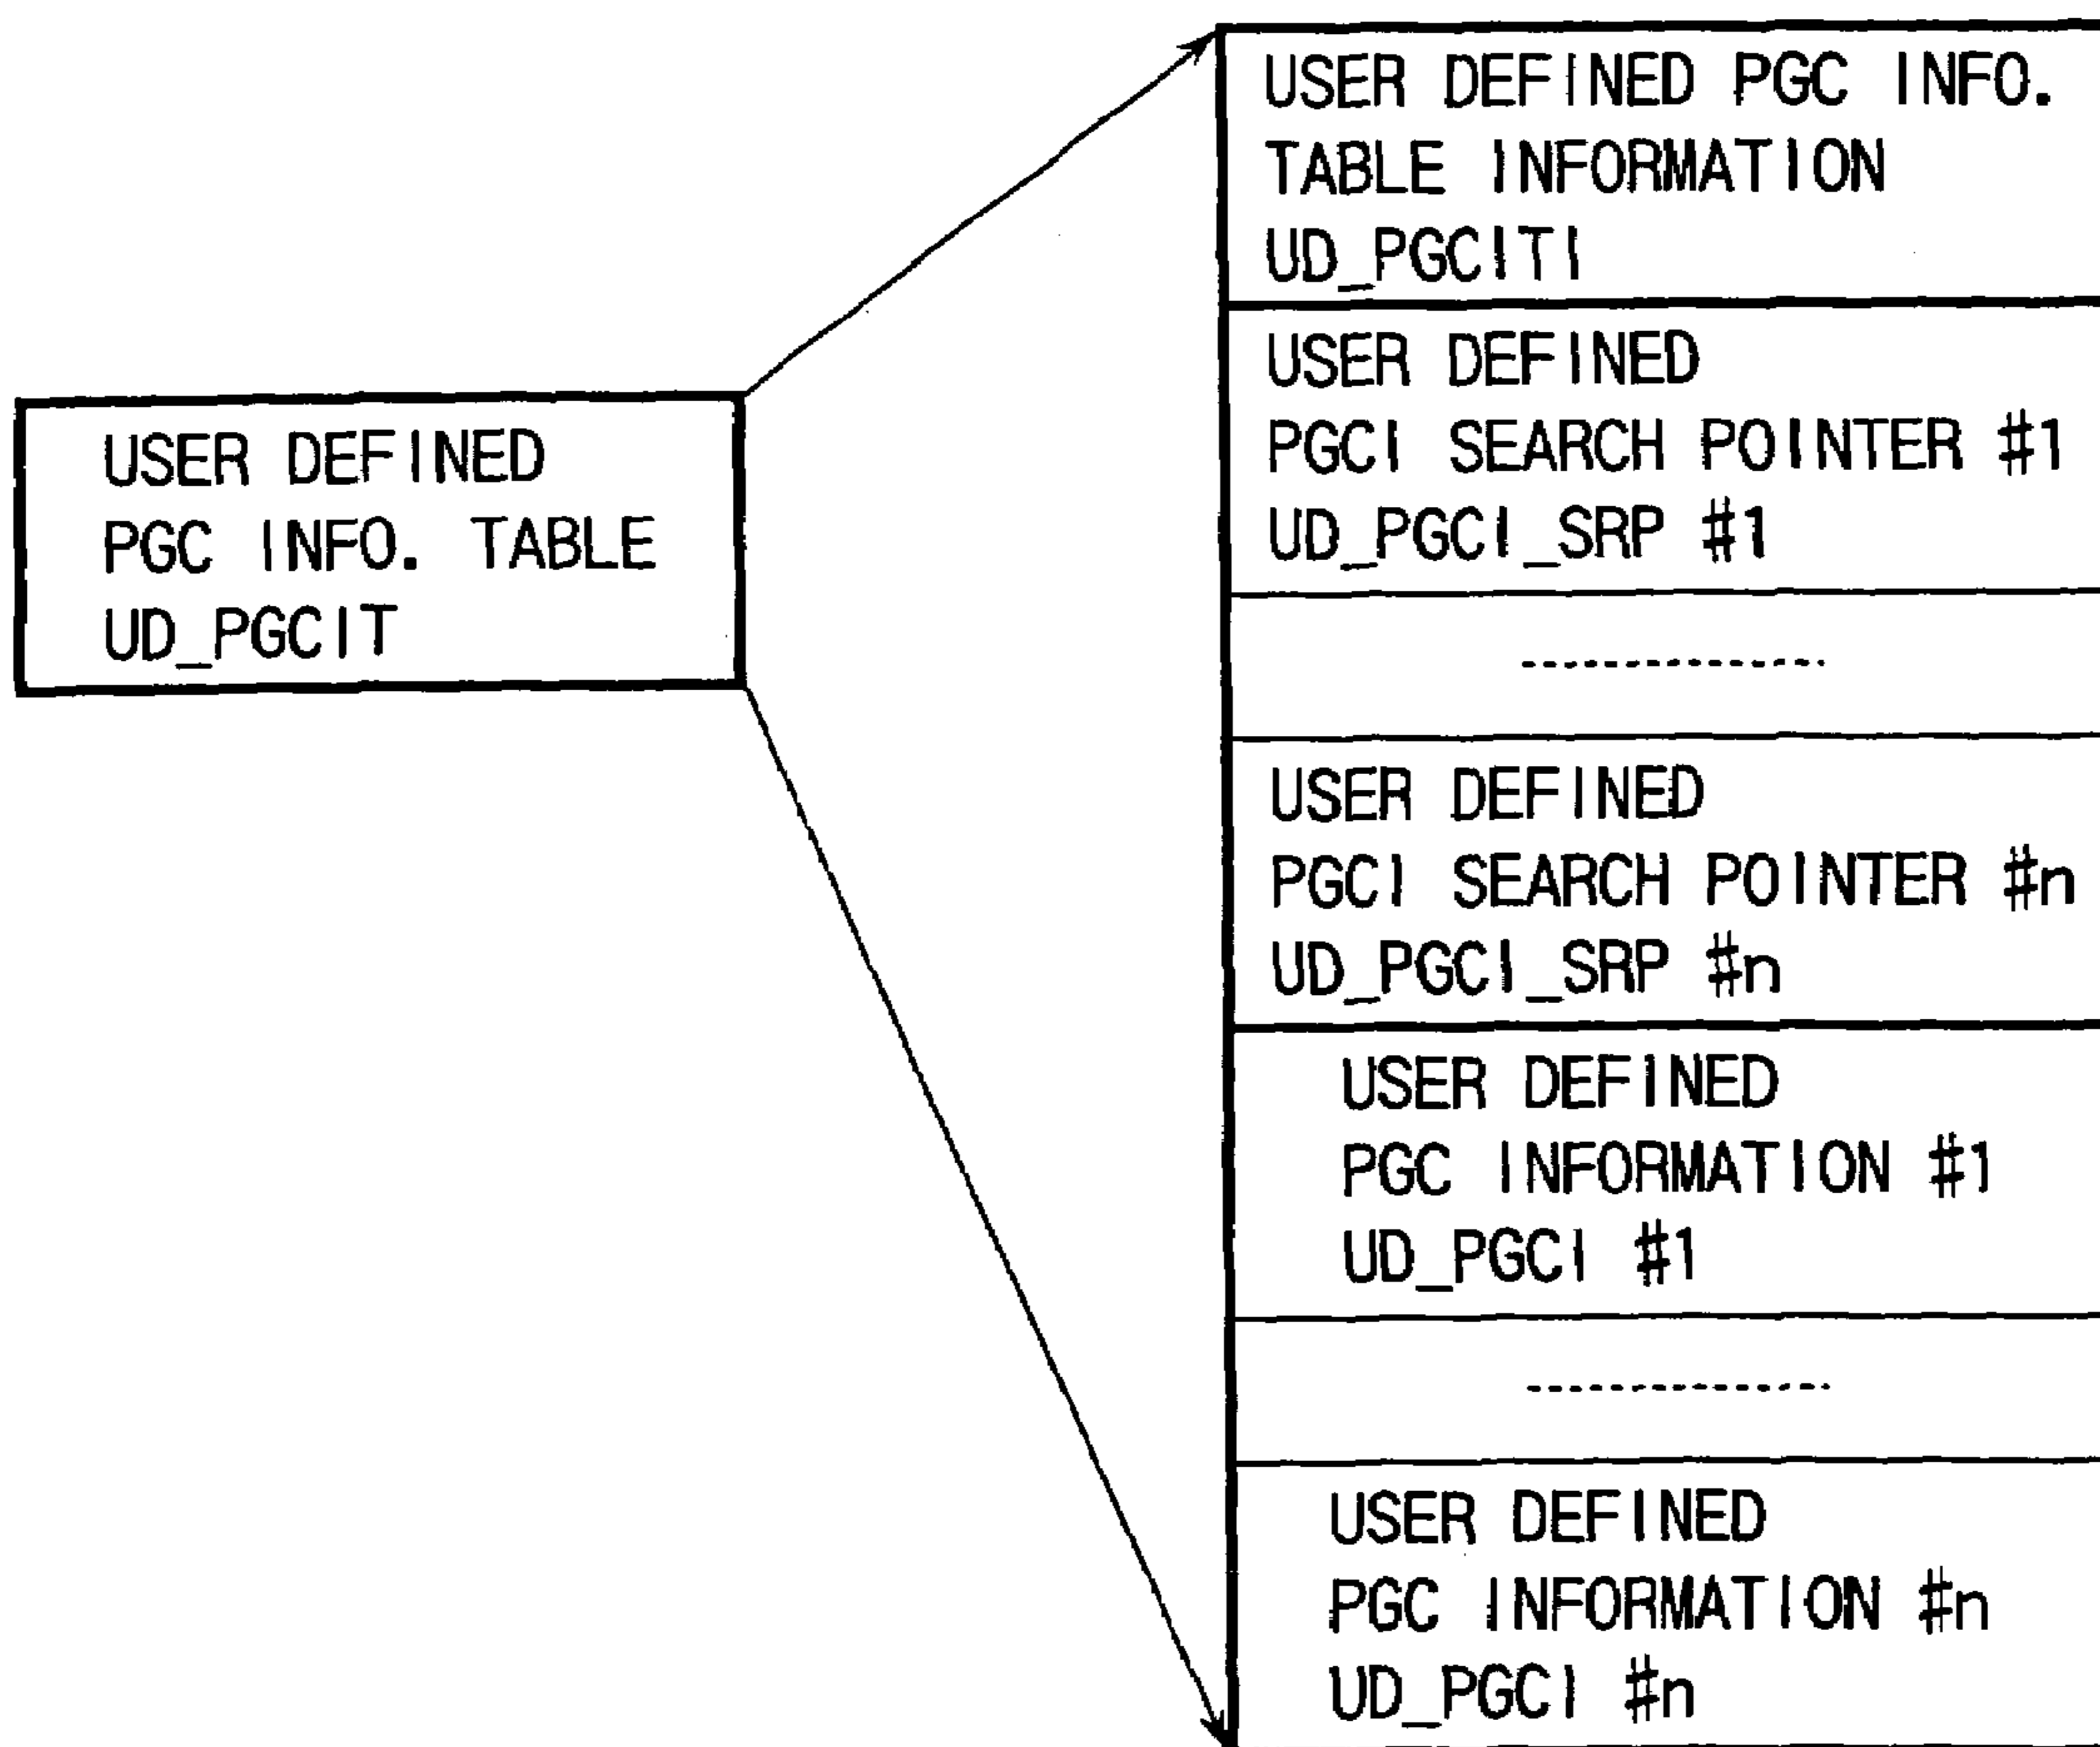 USER DEFINED
PGC INFO. TABLE
UD_PGCIT
USER DEFINED PGC INFO.
TABLE INFORMATION
UD_PGCITI
USER DEFINED
PGCI SEARCH POINTER #1
UD_PGCI_SRP #1
----------------
USER DEFINED
PGCI SEARCH POINTER #n
UD_PGCI_SRP #n
USER DEFINED
PGC INFORMATION #1
UD_PGCI #1
----------------
USER DEFINED
PGC INFORMATION #n
UD_PGCI #n